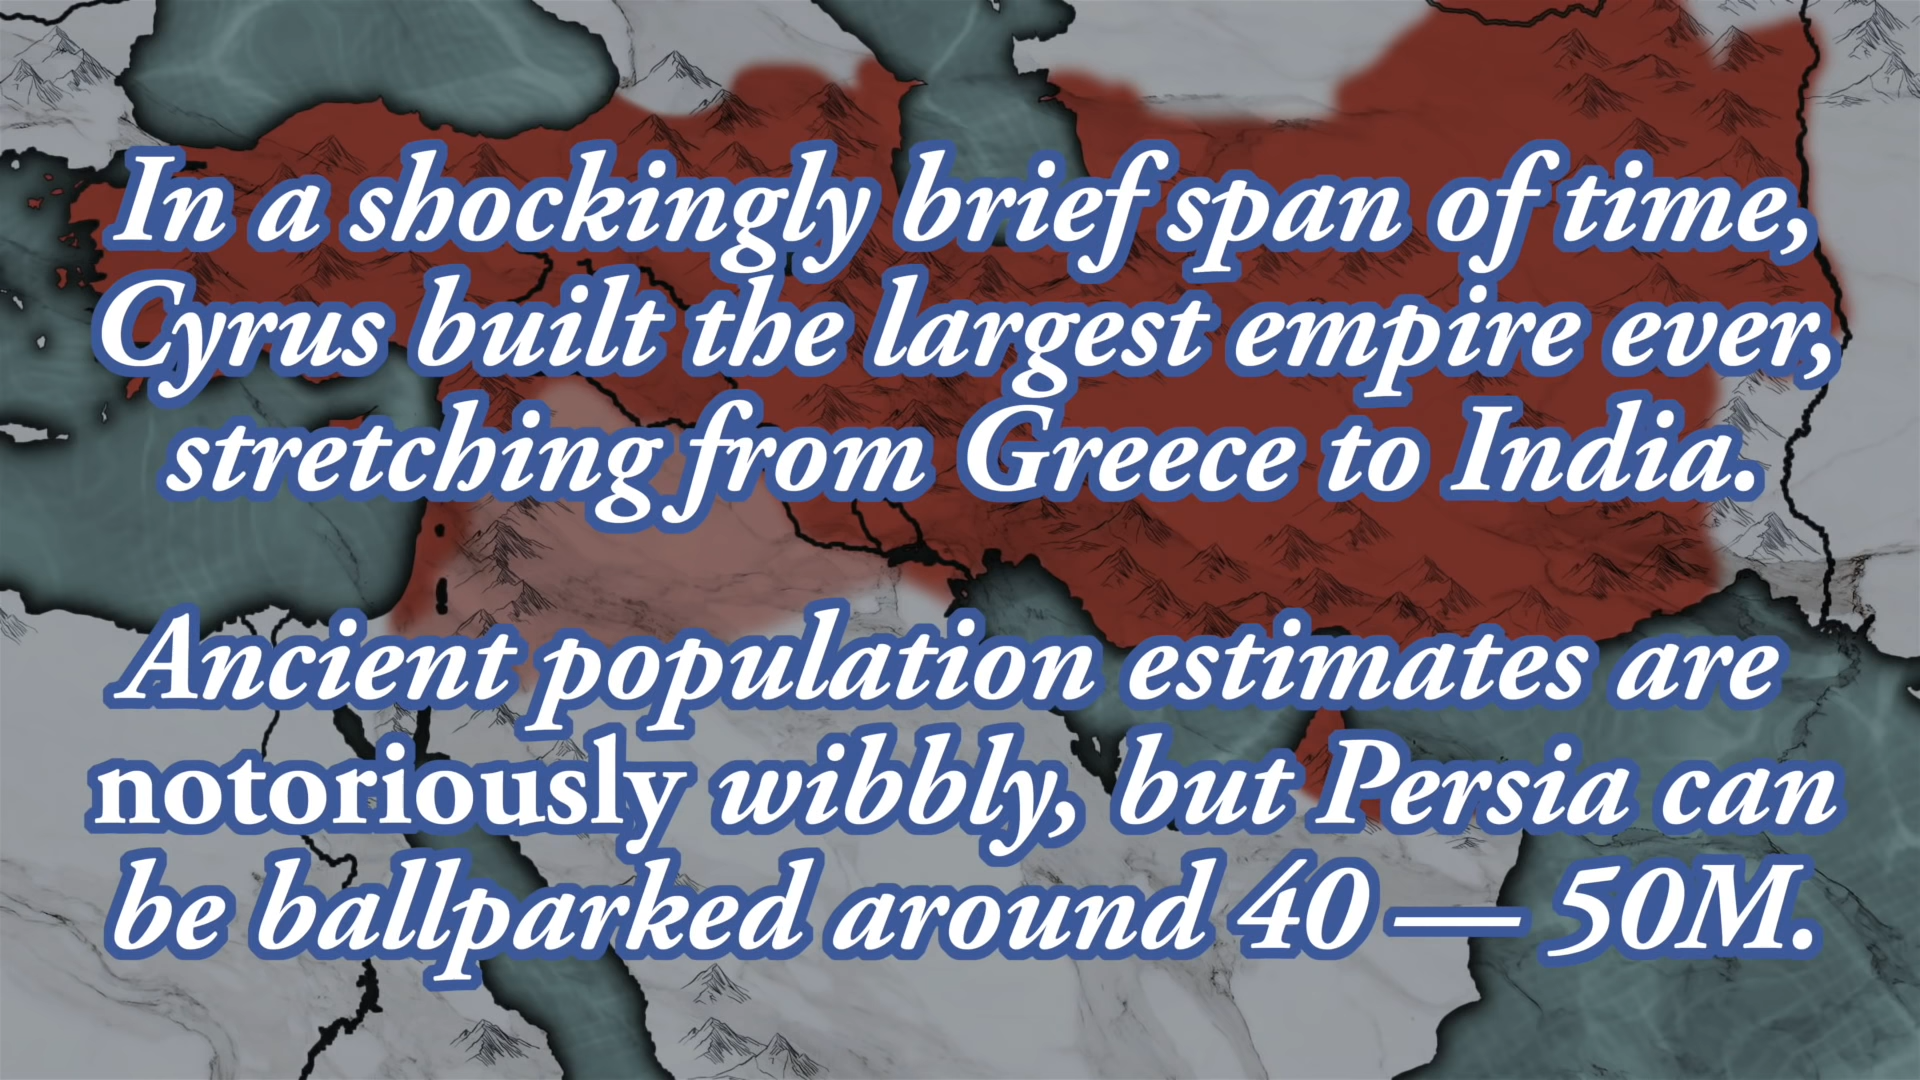 In a shockingly brief span of time,
Cyrus built the largest empire ever,
stretching from Greece to India.
Ancient population estimates are
notoriously wibbly, but Persia can
be ballparked around 40 — 50M.